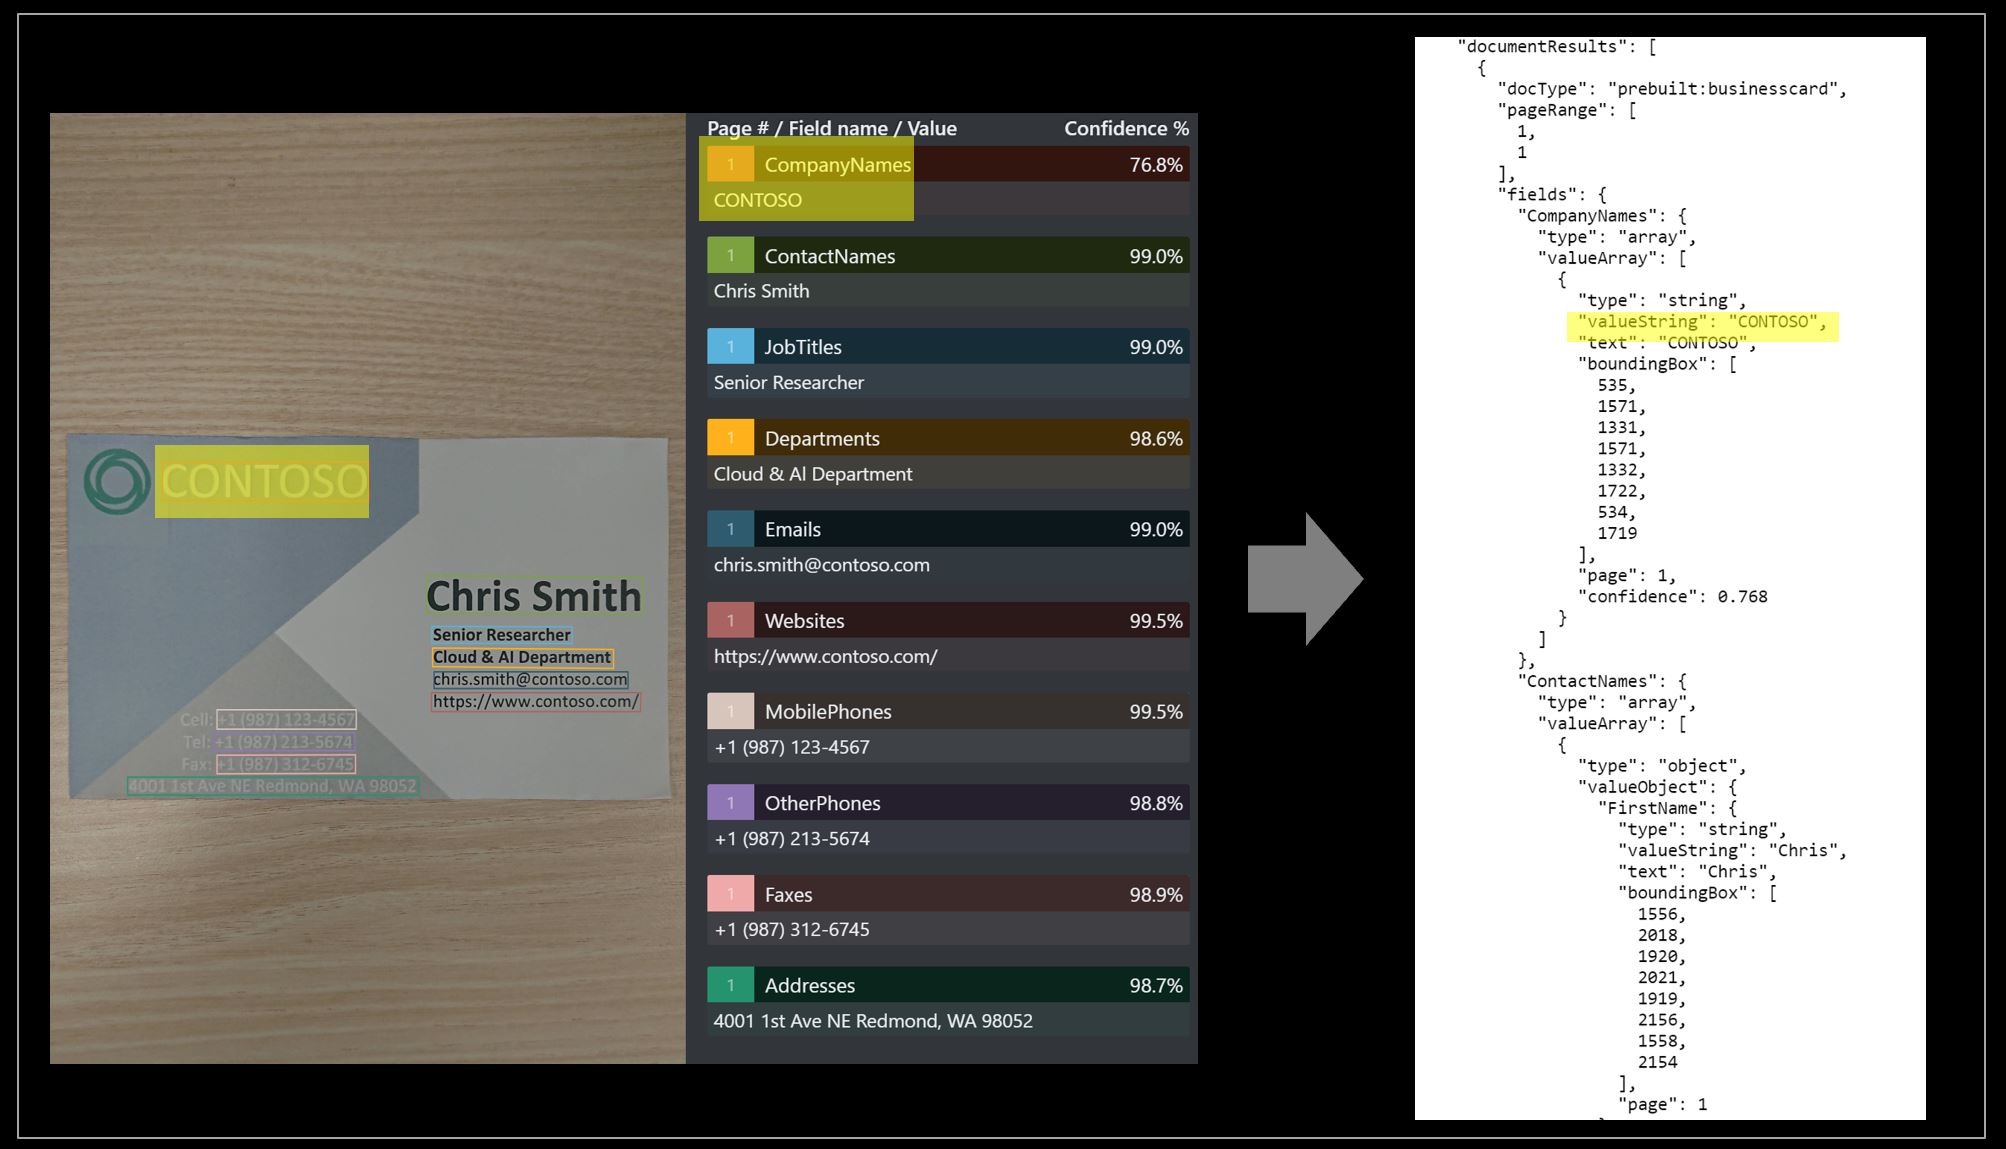 CONTOSO
Chris Smith
Senior Researcher
Cloud & AI Department
chris.smith@contoso.com
https://www.contoso.com/
Cell: +1 (987) 123-4567
Tel: +1 (987) 213-5674
Fax: +1 (987) 312-6745
4001 1st Ave NE Redmond, WA 98052
Page # / Field name / Value Confidence %
1 CompanyNames 76.8%
CONTOSO
1 ContactNames 99.0%
Chris Smith
1 JobTitles 99.0%
Senior Researcher
1 Departments 98.6%
Cloud & Al Department
1 Emails 99.0%
chris.smith@contoso.com
1 Websites 99.5%
https://www.contoso.com/
1 MobilePhones 99.5%
+1 (987) 123-4567
1 OtherPhones 98.8%
+1 (987) 213-5674
1 Faxes 98.9%
+1 (987) 312-6745
1 Addresses 98.7%
4001 1st Ave NE Redmond, WA 98052
"documentResults": [
{
"docType": "prebuilt:businesscard",
"pageRange": [
1,
1
],
"fields": {
"CompanyNames": {
"type": "array",
"valueArray": [
{
"type": "string",
"valueString": "CONTOSO",
"text": "CONTOSO",
"boundingBox": [
535,
1571,
1331,
1571,
1332,
1722,
534,
1719
],
"page": 1,
"confidence": 0.768
}
]
},
"ContactNames": {
"type": "array",
"valueArray": [
{
"type": "object",
"valueObject": {
"FirstName": {
"type": "string",
"valueString": "Chris",
"text": "Chris",
"boundingBox": [
1556,
2018,
1920,
2021,
1919,
2156,
1558,
2154
],
"page": 1